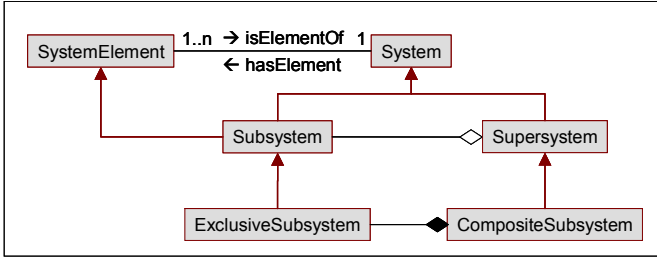 1..n → isElementOf 1
SystemElement System
← hasElement
Subsystem Supersystem
ExclusiveSubsystem CompositeSubsystem